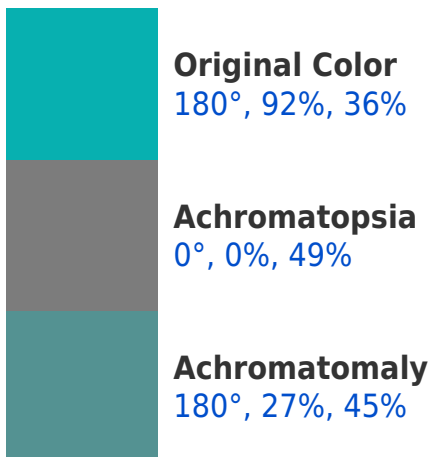 Original Color
180°, 92%, 36%
Achromatopsia
0°, 0%, 49%
Achromatomaly
180°, 27%, 45%